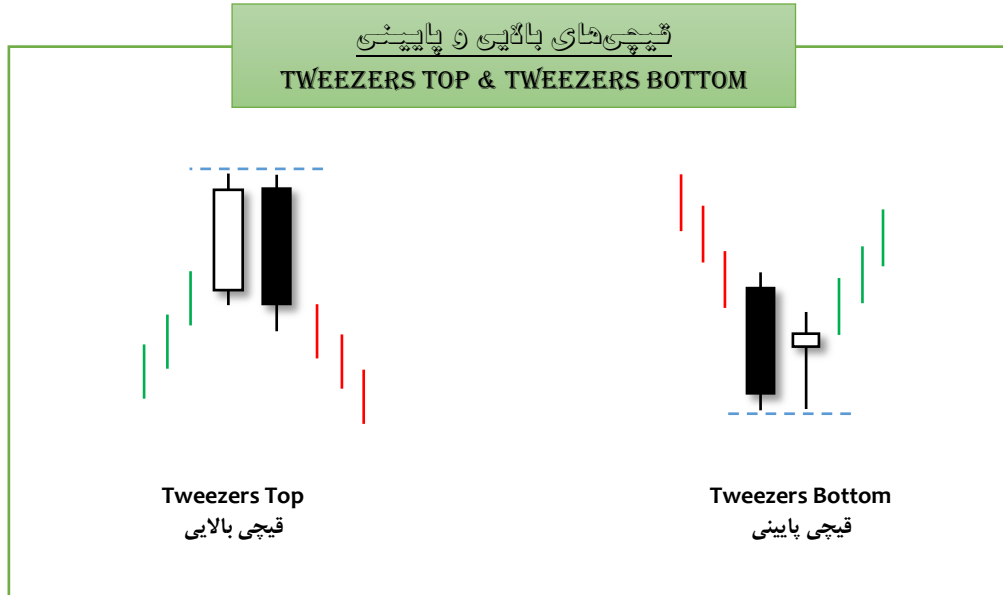 قیچی‌های بالایی و پایینی
TWEEZERS TOP & TWEEZERS BOTTOM
Tweezers Top
قیچی بالایی
Tweezers Bottom
قیچی پایینی